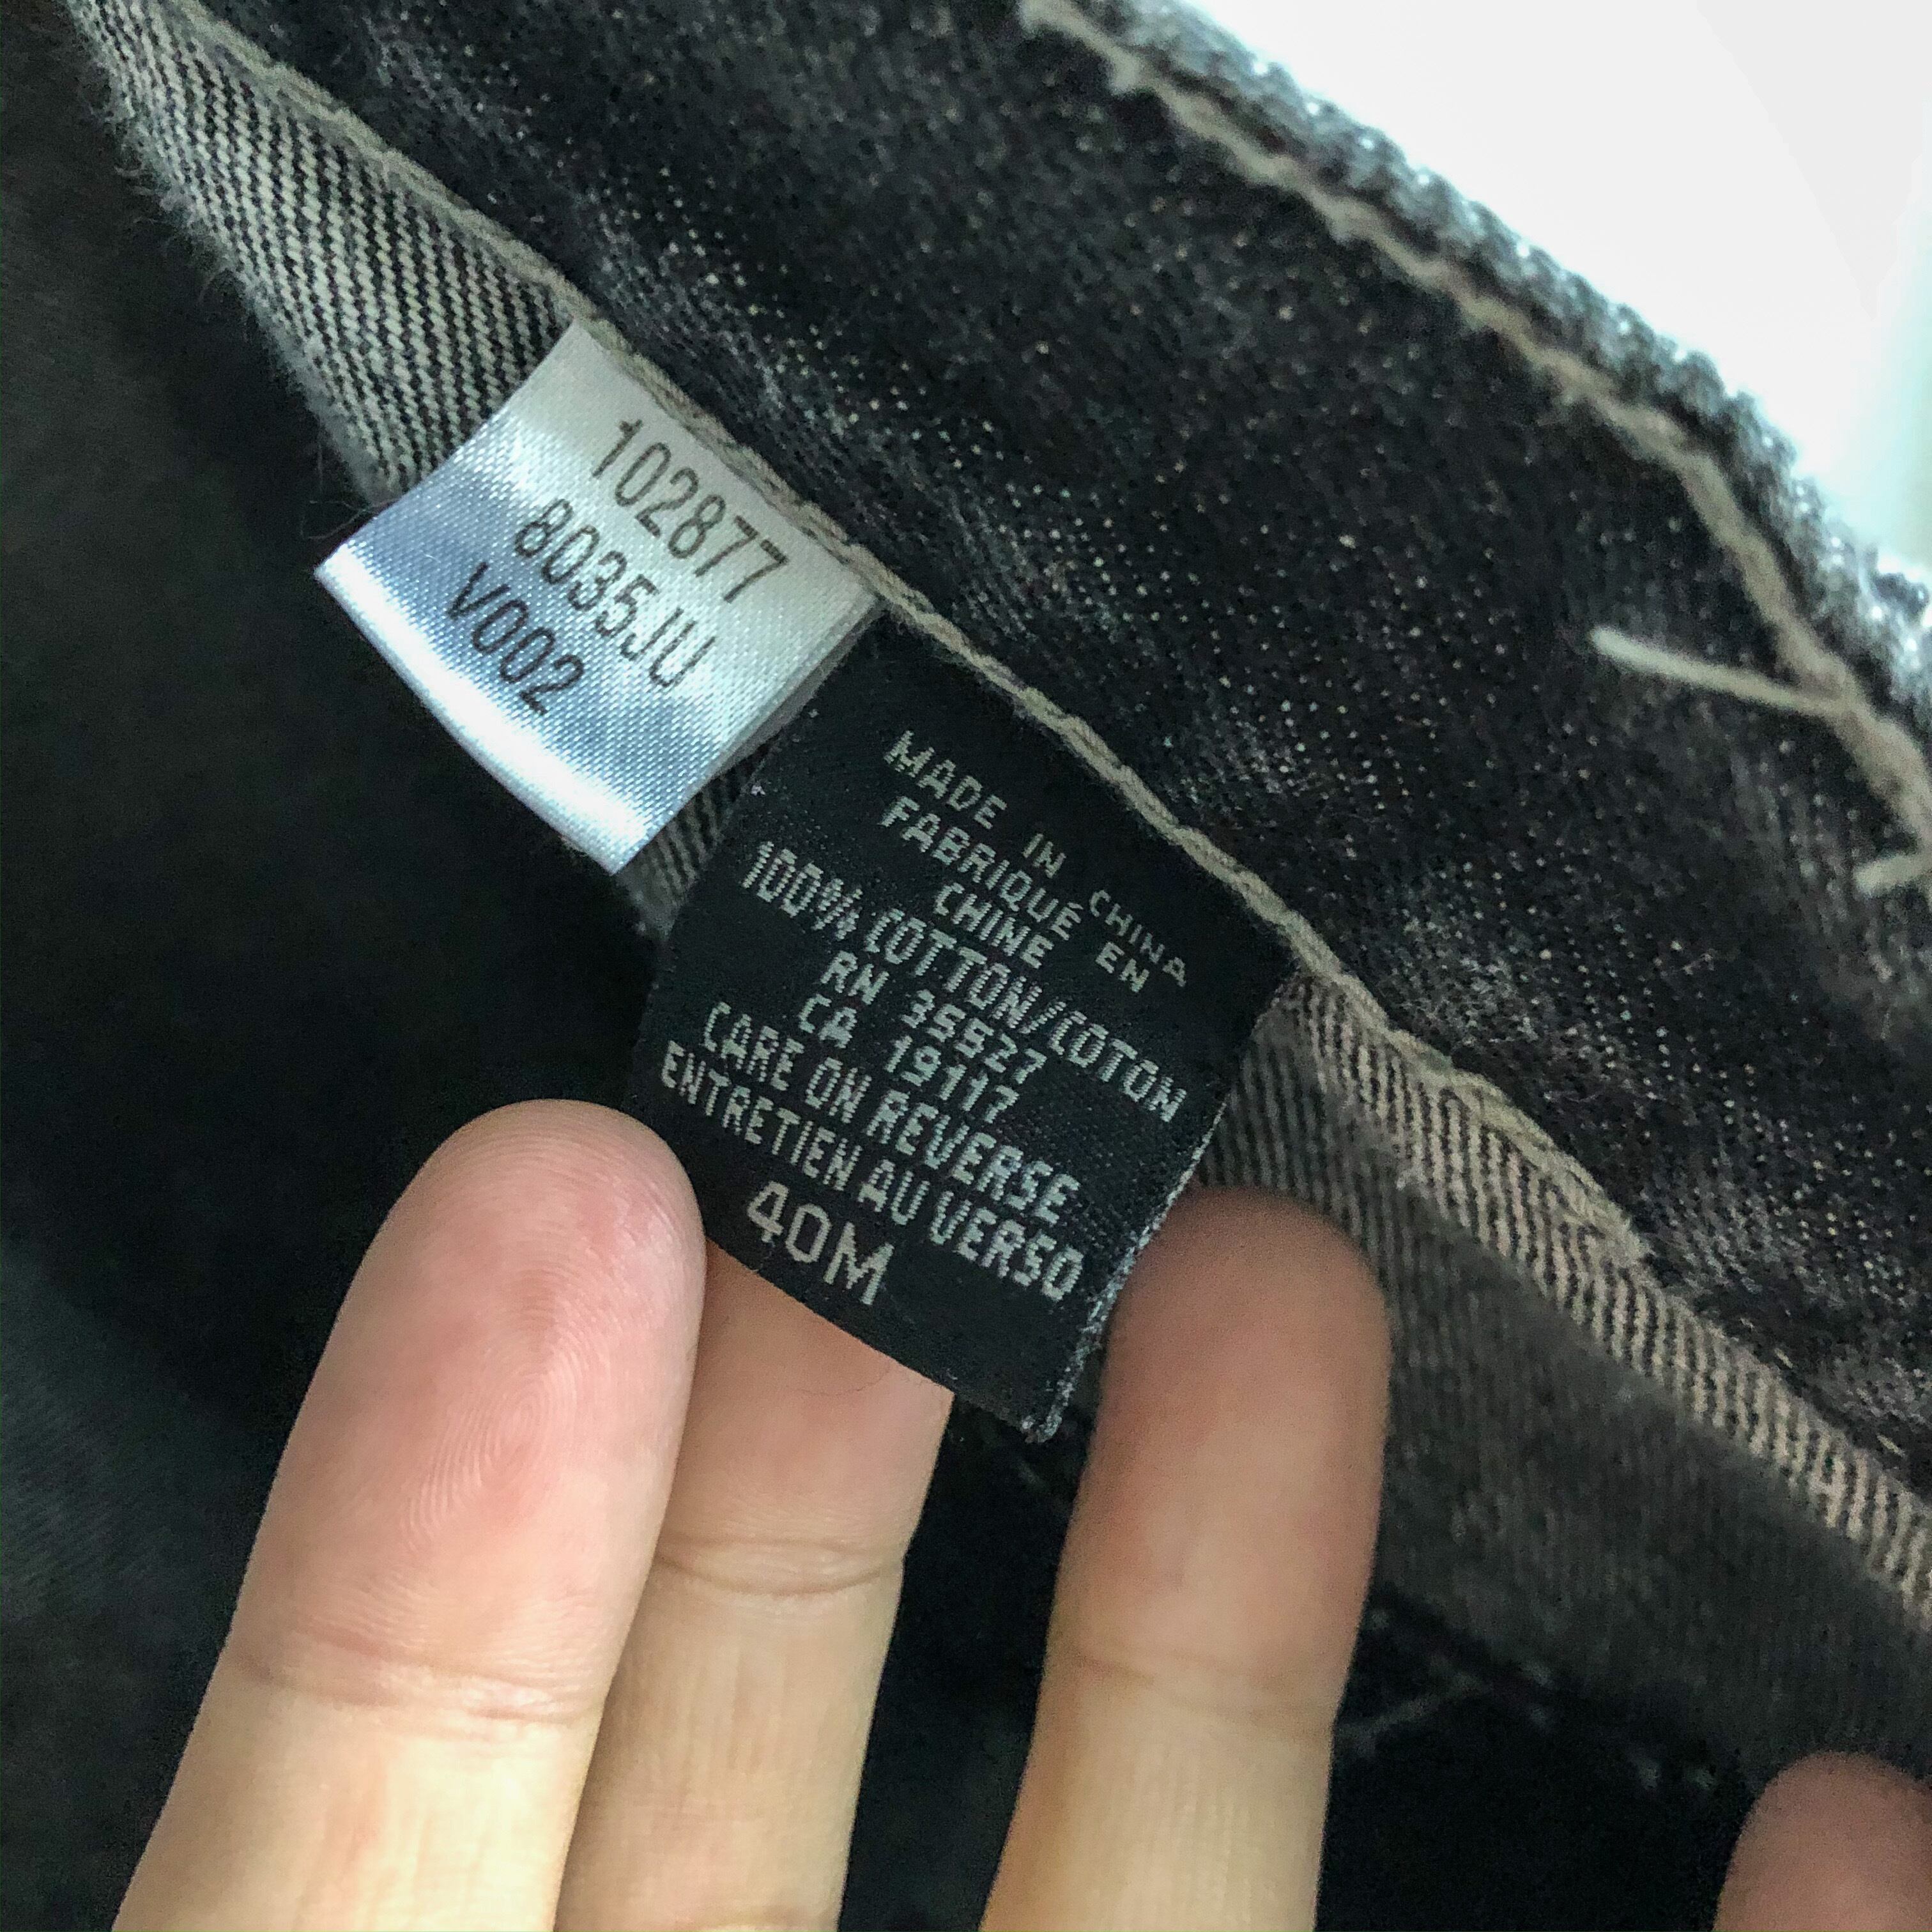 102877
8035JU
V002
MADE IN CHINA
FABRIQUÉ EN
CHINE
100% COTTON/COTON
RN 35527
CA 19117
CARE ON REVERSE
ENTRETIEN AU VERSO
40M